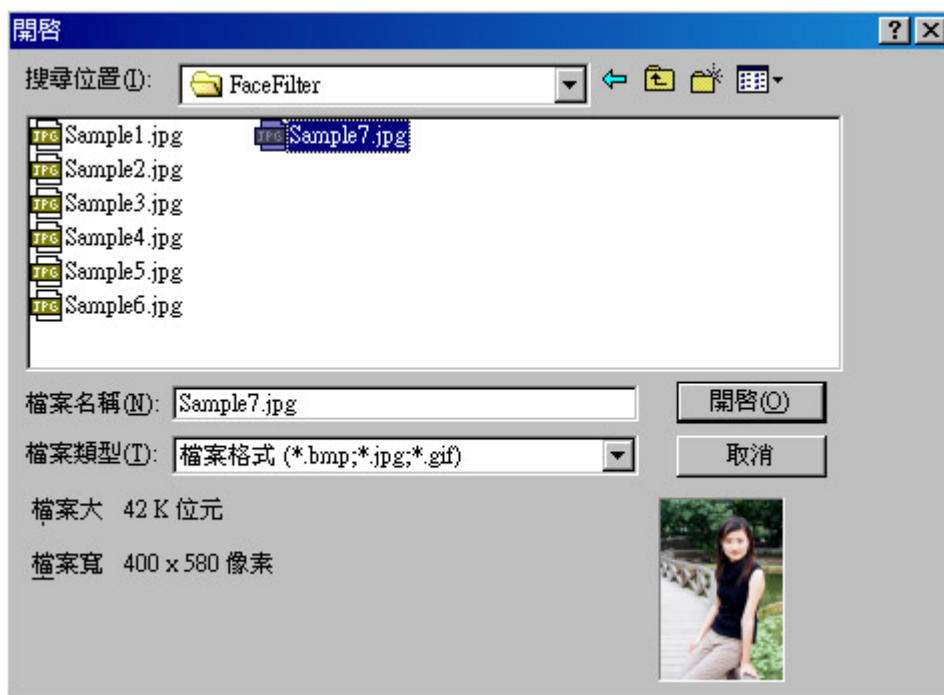 開啓
搜尋位置(I):
FaceFilter
Sample1.jpg
Sample2.jpg
Sample3.jpg
Sample4.jpg
Sample5.jpg
Sample6.jpg
Sample7.jpg
檔案名稱(N): Sample7.jpg
開啓(O)
檔案類型(T): 檔案格式 (*.bmp;*.jpg;*.gif)
取消
檔案大 42 K 位元
檔案寬 400 x 580 像素